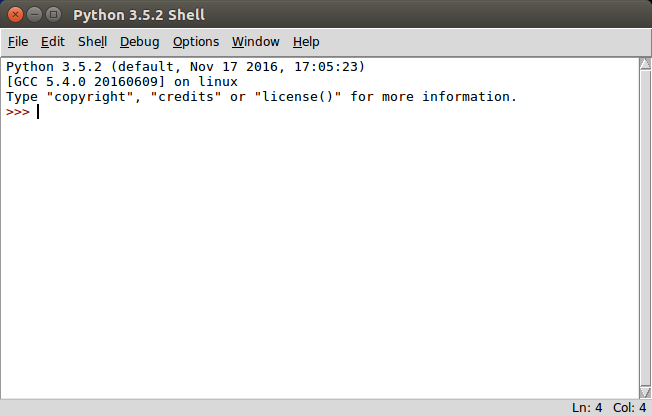 Python 3.5.2 Shell
File Edit Shell Debug Options Window Help
Python 3.5.2 (default, Nov 17 2016, 17:05:23)
[GCC 5.4.0 20160609] on linux
Type "copyright", "credits" or "license()" for more information.
>>>
Ln: 4 Col: 4